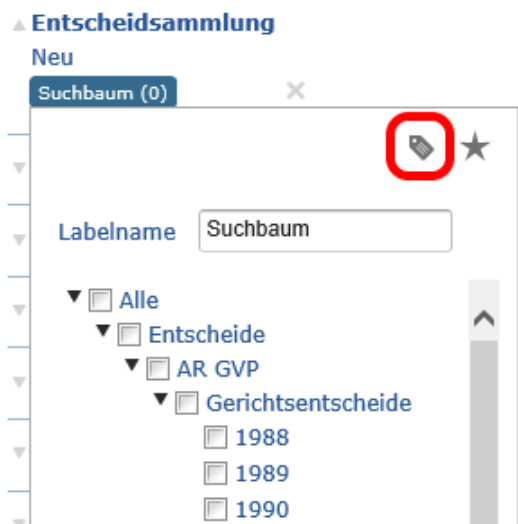 Entscheidsammlung
Neu
Suchbaum (0)
Labelname Suchbaum
Alle
Entscheide
AR GVP
Gerichtsentscheide
1988
1989
1990